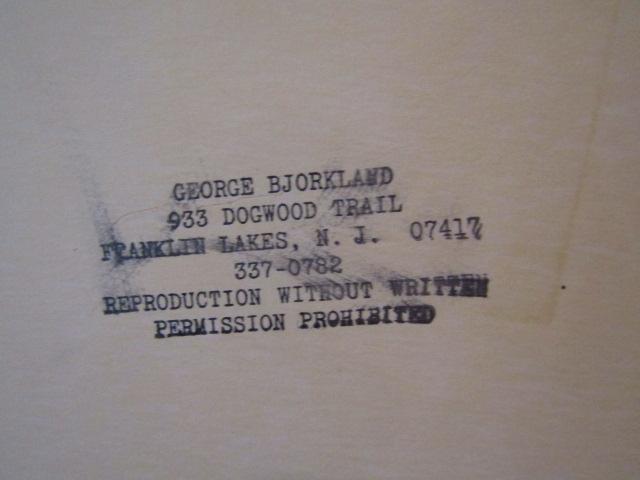 GEORGE BJORKLAND
933 DOGWOOD TRAIL
FRANKLIN LAKES, N. J. 07417
337-0782
REPRODUCTION WITHOUT WRITTEN
PERMISSION PROHIBITED